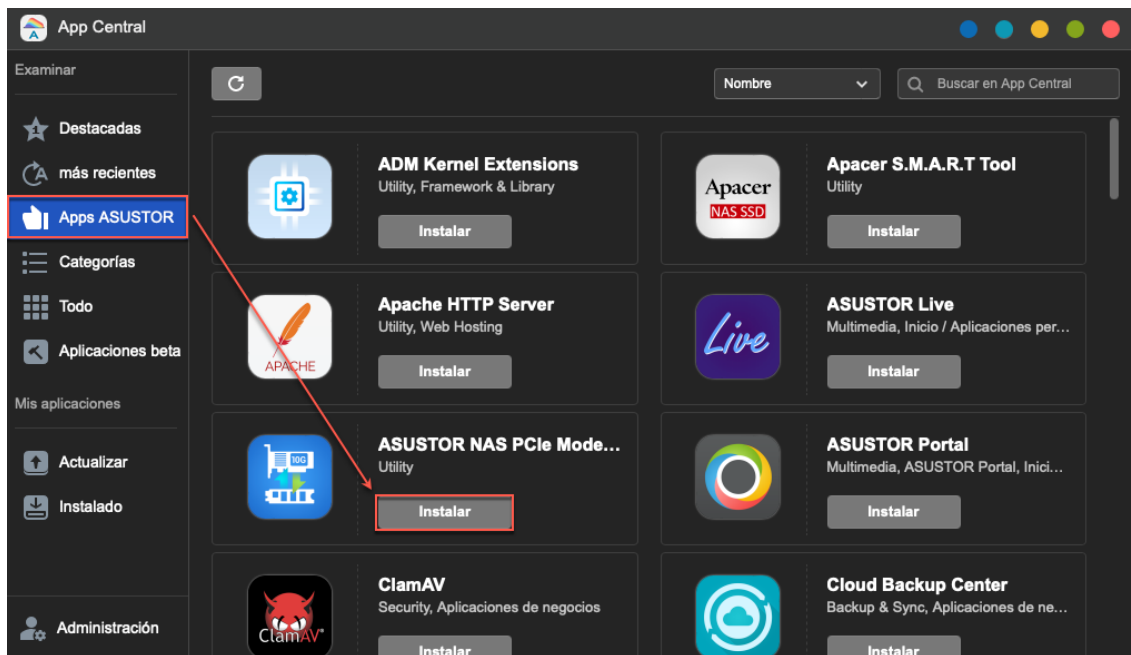 App Central
Examinar
Destacadas
más recientes
Apps ASUSTOR
Categorías
Todo
Aplicaciones beta
Mis aplicaciones
Actualizar
Instalado
Administración
Nombre
Buscar en App Central
ADM Kernel Extensions
Utility, Framework & Library
Instalar
Apacer
NAS SSD
Apacer S.M.A.R.T Tool
Utility
Instalar
APACHE
Apache HTTP Server
Utility, Web Hosting
Instalar
Live
ASUSTOR Live
Multimedia, Inicio / Aplicaciones per...
Instalar
10G
ASUSTOR NAS PCIe Mode...
Utility
Instalar
ASUSTOR Portal
Multimedia, ASUSTOR Portal, Inici...
Instalar
ClamAV
ClamAV
Security, Aplicaciones de negocios
Instalar
Cloud Backup Center
Backup & Sync, Aplicaciones de ne...
Instalar